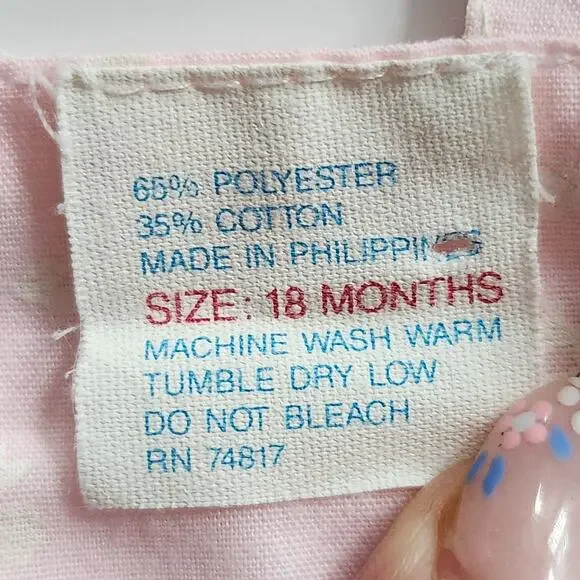 65% POLYESTER
35% COTTON
MADE IN PHILIPPINES
SIZE: 18 MONTHS
MACHINE WASH WARM
TUMBLE DRY LOW
DO NOT BLEACH
RN 74817